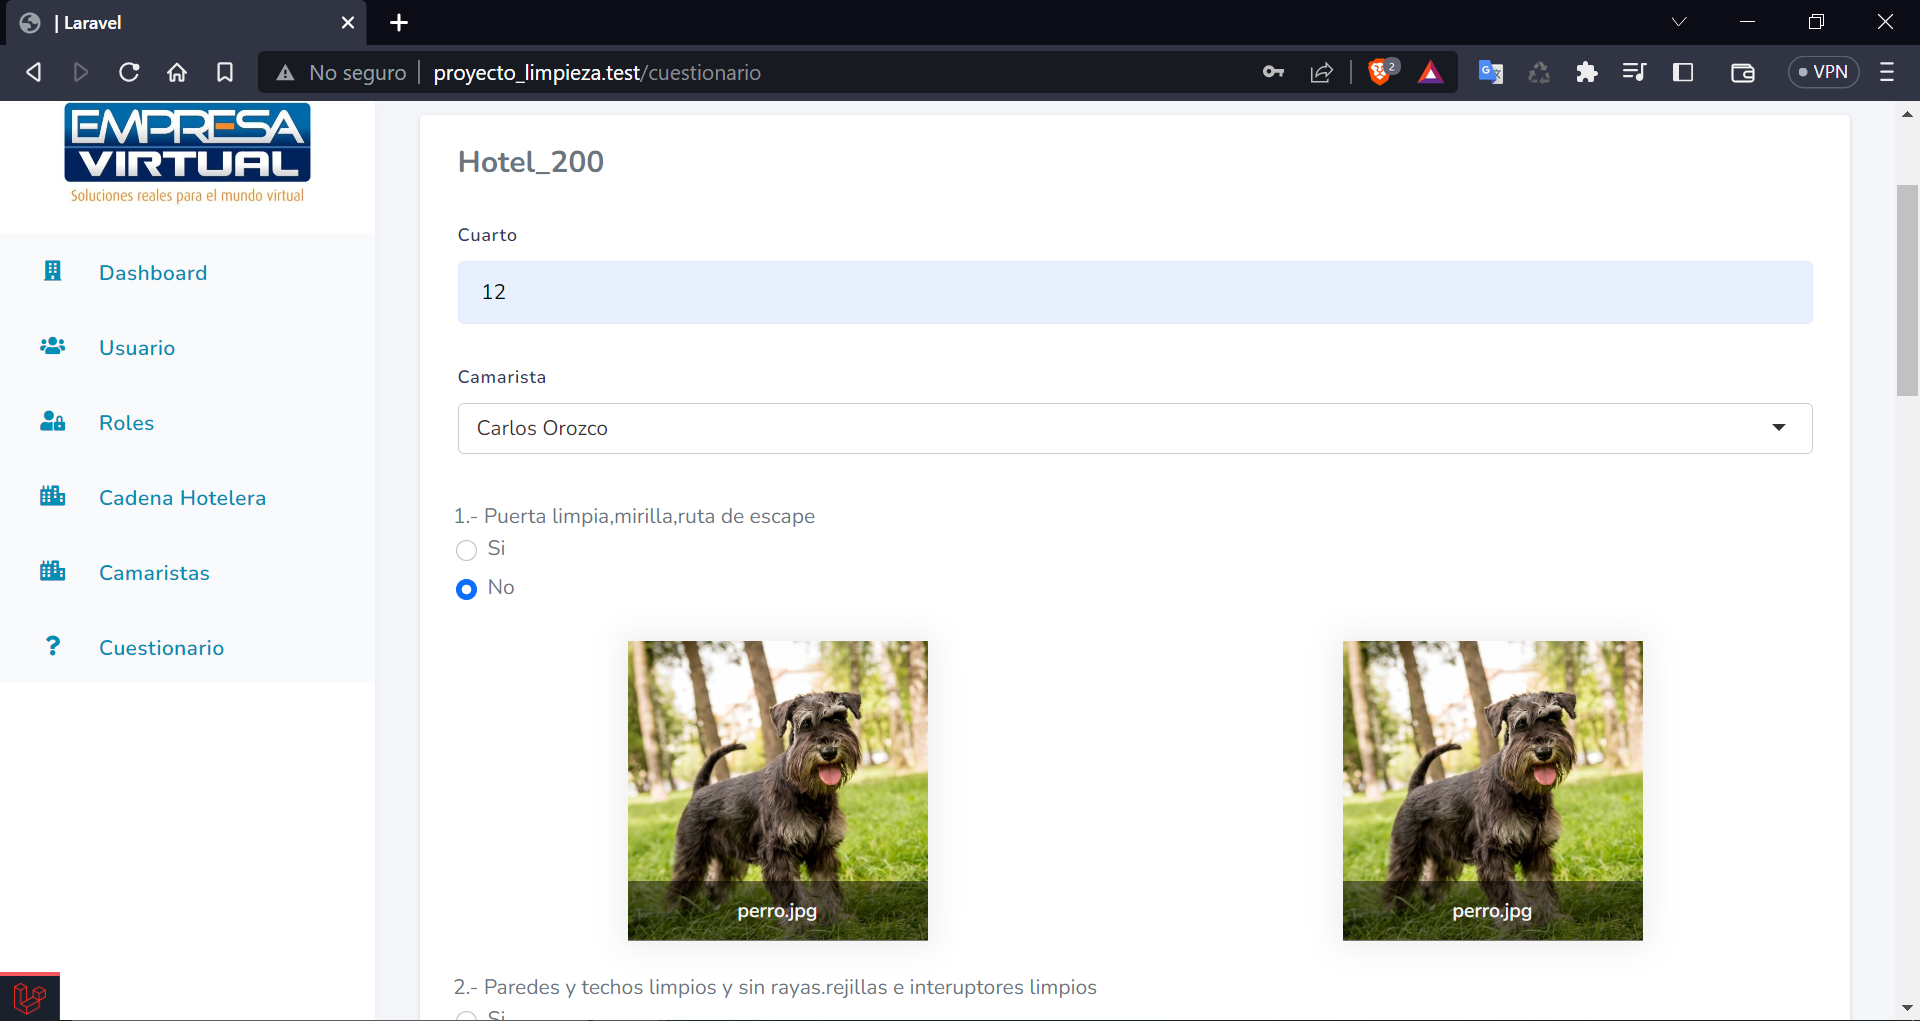 | Laravel
No seguro
proyecto_limpieza.test/cuestionario
2
VPN
EMPRESA
VIRTUAL
Soluciones reales para el mundo virtual
Dashboard
Usuario
Roles
Cadena Hotelera
Camaristas
Cuestionario
Hotel_200
Cuarto
12
Camarista
Carlos Orozco
1.- Puerta limpia,mirilla,ruta de escape
Si
No
perro.jpg
perro.jpg
2.- Paredes y techos limpios y sin rayas.rejillas e interuptores limpios
Si